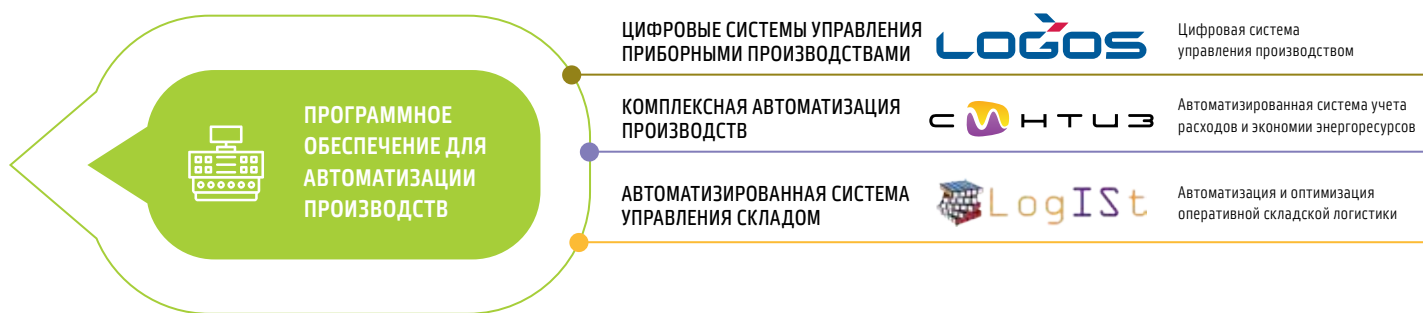 ПРОГРАММНОЕ
ОБЕСПЕЧЕНИЕ ДЛЯ
АВТОМАТИЗАЦИИ
ПРОИЗВОДСТВ
ЦИФРОВЫЕ СИСТЕМЫ УПРАВЛЕНИЯ
ПРИБОРНЫМИ ПРОИЗВОДСТВАМИ
LOGOS
Цифровая система
управления производством
КОМПЛЕКСНАЯ АВТОМАТИЗАЦИЯ
ПРОИЗВОДСТВ
СИНТИЗ
Автоматизированная система учета
расходов и экономии энергоресурсов
АВТОМАТИЗИРОВАННАЯ СИСТЕМА
УПРАВЛЕНИЯ СКЛАДОМ
LogISt
Автоматизация и оптимизация
оперативной складской логистики